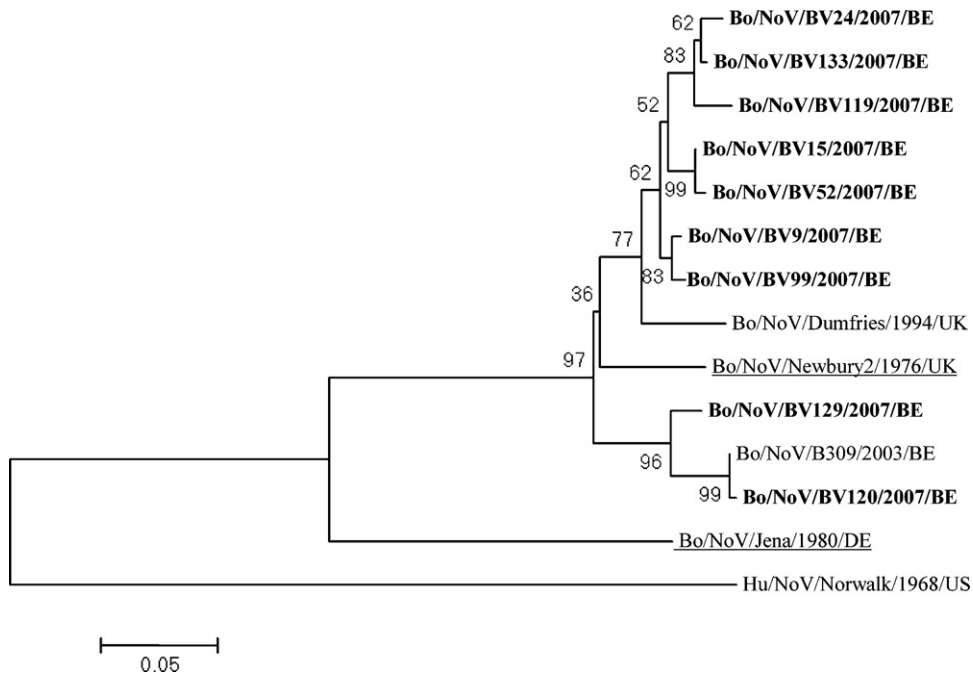 62
Bo/NoV/BV24/2007/BE
83
Bo/NoV/BV133/2007/BE
52
Bo/NoV/BV119/2007/BE
Bo/NoV/BV15/2007/BE
62
99
Bo/NoV/BV52/2007/BE
77
Bo/NoV/BV9/2007/BE
83
Bo/NoV/BV99/2007/BE
36
Bo/NoV/Dumfries/1994/UK
97
Bo/NoV/Newbury2/1976/UK
Bo/NoV/BV129/2007/BE
96
Bo/NoV/B309/2003/BE
99
Bo/NoV/BV120/2007/BE
Bo/NoV/Jena/1980/DE
Hu/NoV/Norwalk/1968/US
0.05